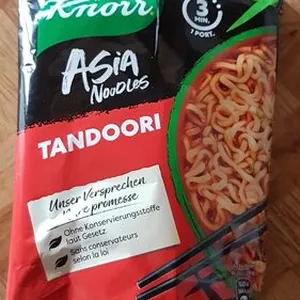 Knorr
3
MIN.
1 PORT.
ASIA
NOODLES
TANDOORI
Unser Versprechen
promesse
Ohne Konservierungsstoffe
laut Gesetz.
Sans conservateurs
selon la loi